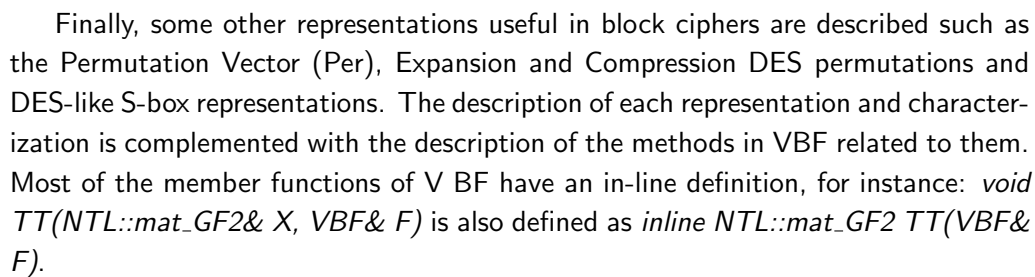 Finally, some other representations useful in block ciphers are described such as
the Permutation Vector (Per), Expansion and Compression DES permutations and
DES-like S-box representations. The description of each representation and character-
ization is complemented with the description of the methods in VBF related to them.
Most of the member functions of V BF have an in-line definition, for instance: void
TT(NTL::mat_GF2& X, VBF& F) is also defined as inline NTL::mat_GF2 TT(VBF&
F).